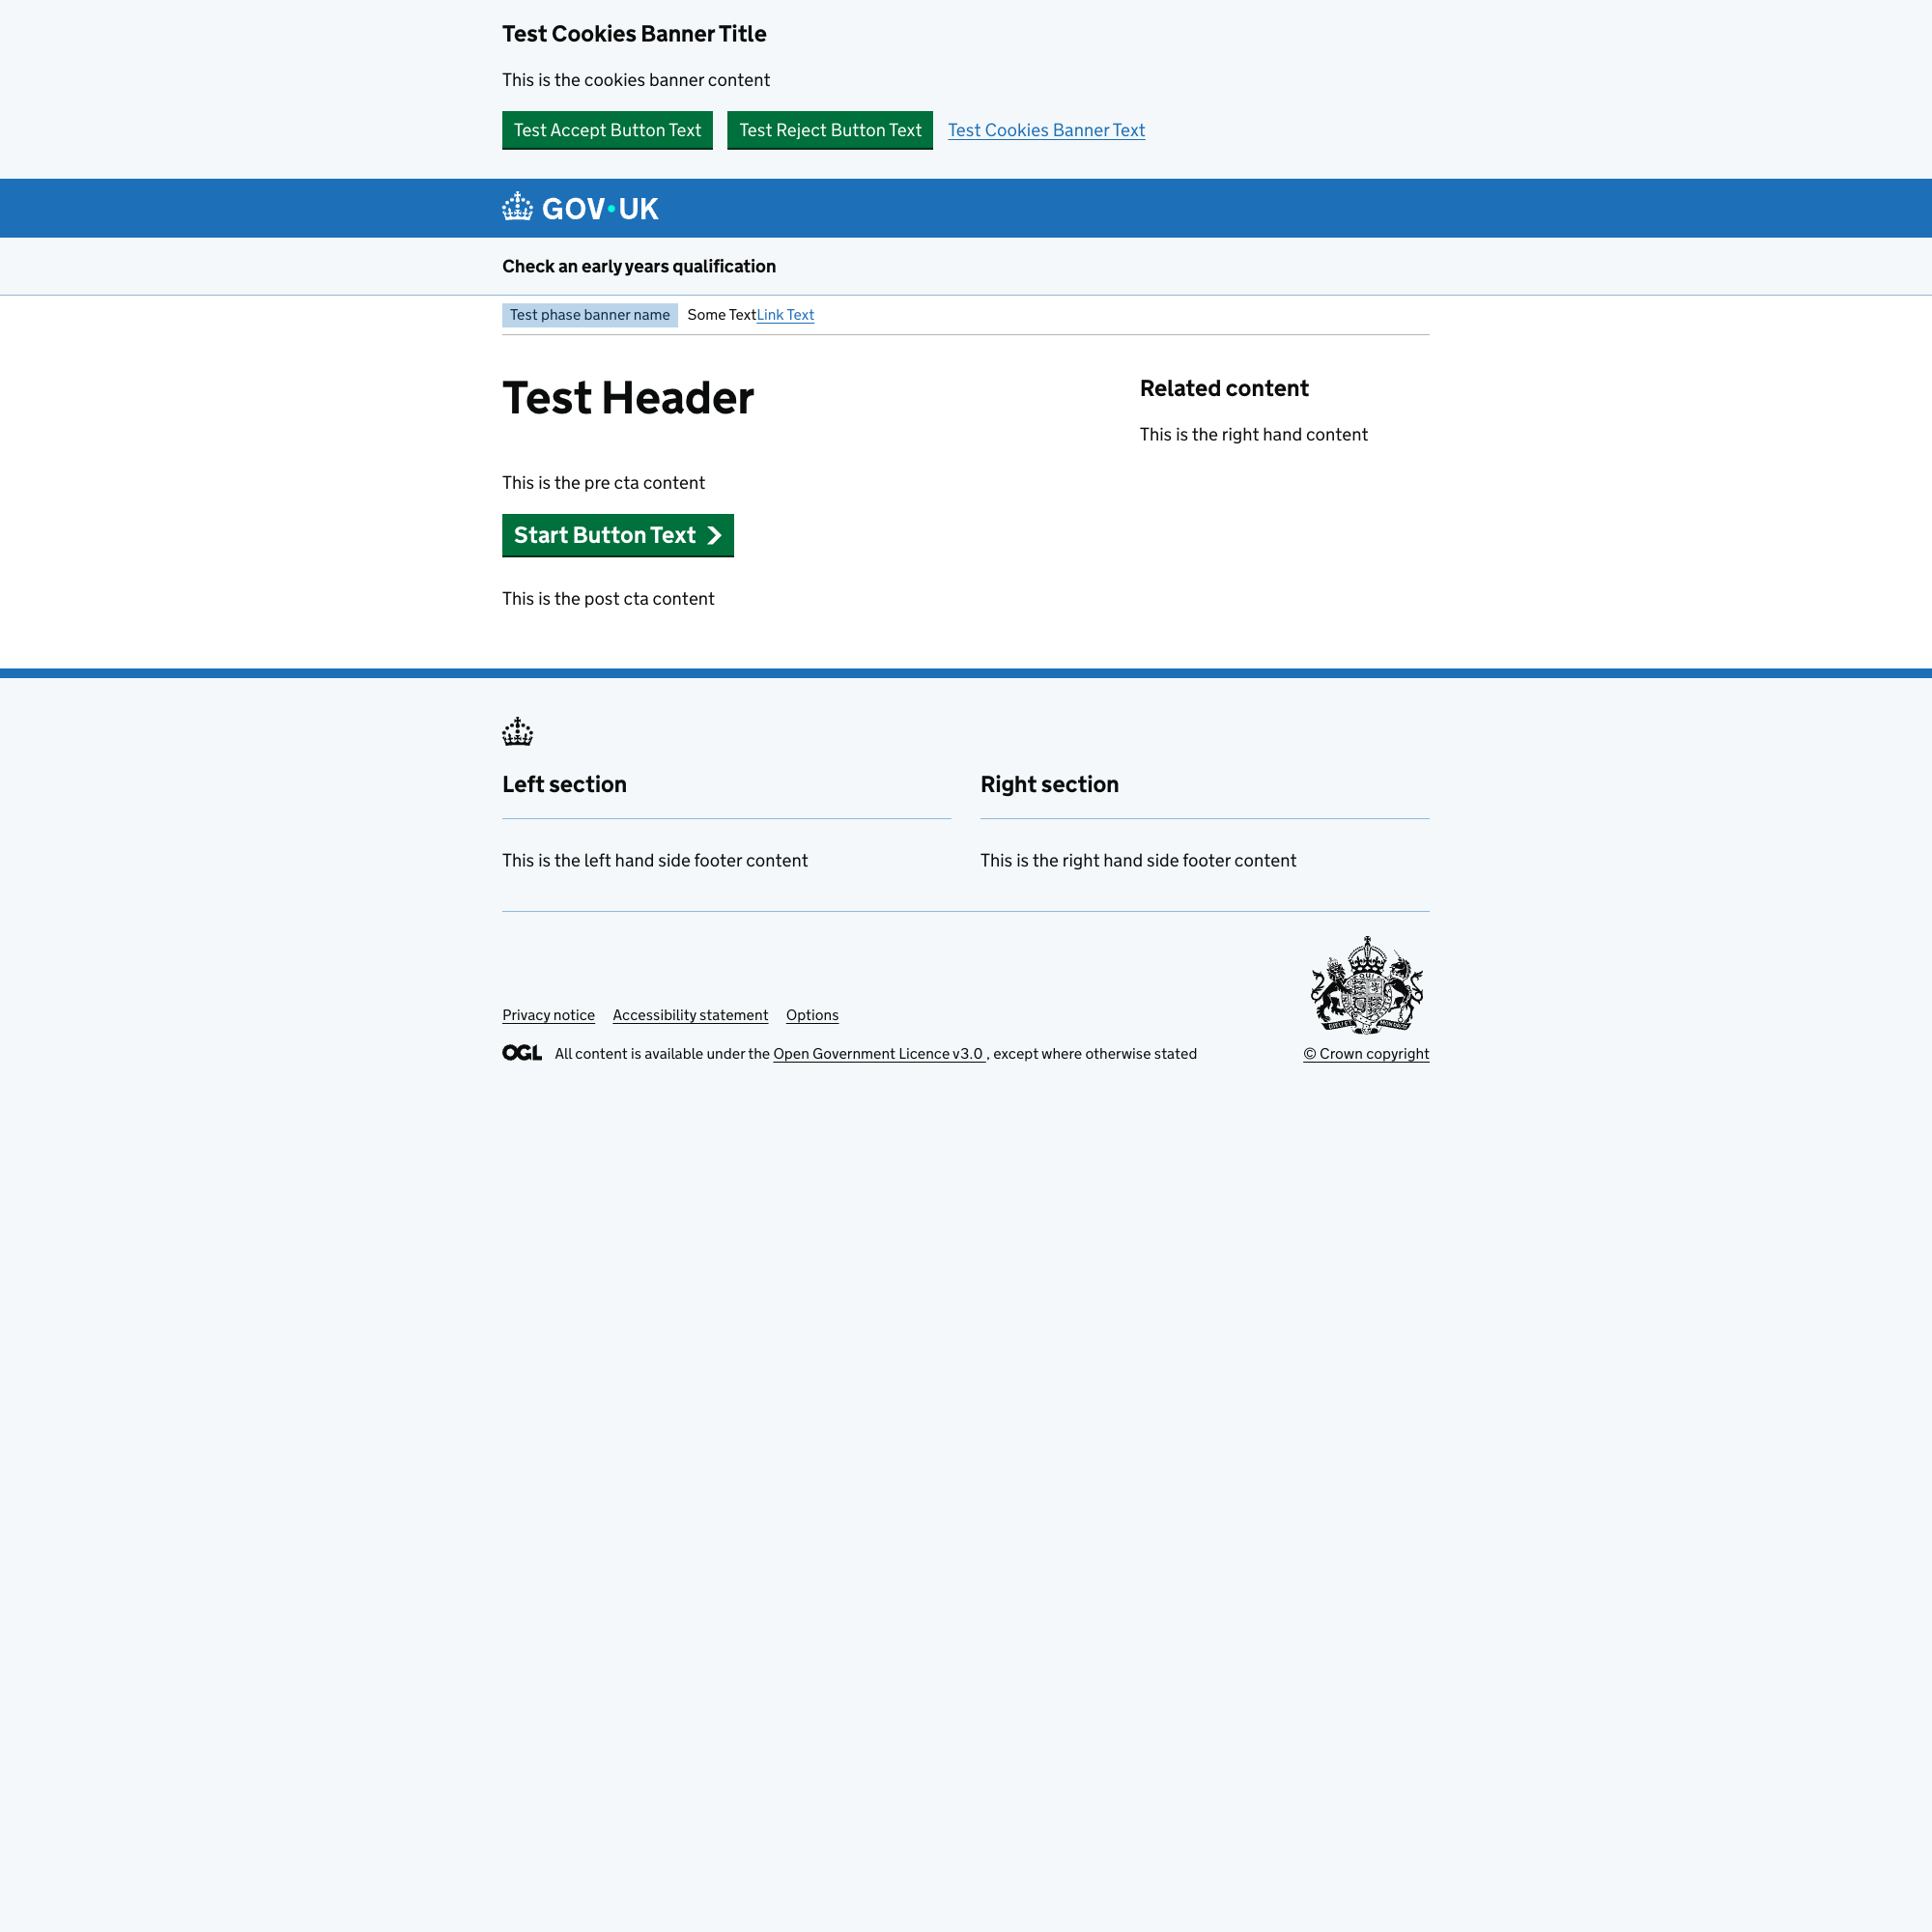 Test Cookies Banner Title
This is the cookies banner content
Test Accept Button Text
Test Reject Button Text
Test Cookies Banner Text
GOV·UK
Check an early years qualification
Test phase banner name
Some TextLink Text
Test Header
This is the pre cta content
Start Button Text
This is the post cta content
Related content
This is the right hand content
Left section
This is the left hand side footer content
Right section
This is the right hand side footer content
Privacy notice
Accessibility statement
Options
OGL
All content is available under the Open Government Licence v3.0 , except where otherwise stated
© Crown copyright